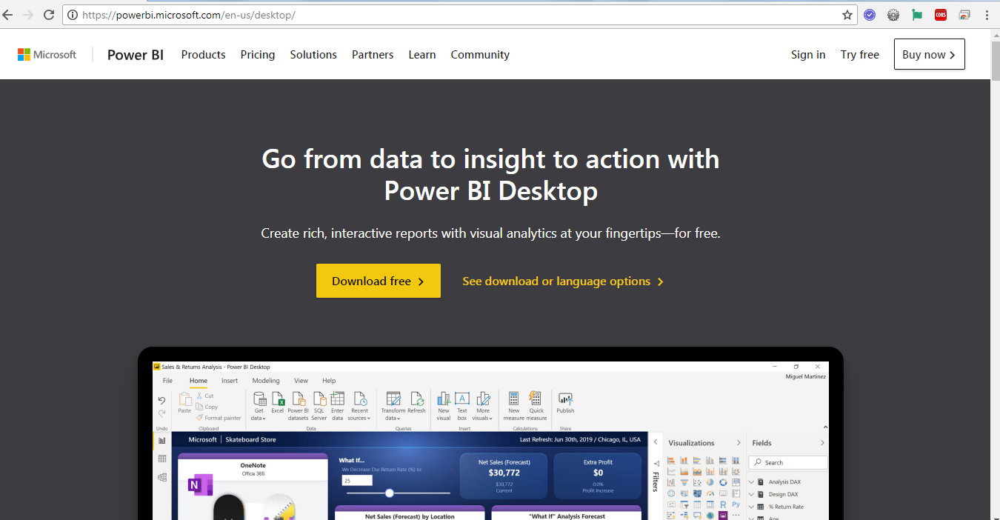 https://powerbi.microsoft.com/en-us/desktop/
CORS
Microsoft Power BI Products Pricing Solutions Partners Learn Community Sign in Try free Buy now
Go from data to insight to action with
Power BI Desktop
Create rich, interactive reports with visual analytics at your fingertips—for free.
Download free
See download or language options
Sales & Returns Analysis - Power BI Desktop
Miguel Martinez
File Home Insert Modeling View Help
Undo
Paste
Cut
Copy
Format painter
Clipboard
Get data
Excel
Power BI datasets
SQL Server
Enter data
Recent sources
Data
Transform data
Refresh
Queries
New visual
A
Text box
More visuals
Insert
New measure
Quick measure
Calculations
Publish
Share
Microsoft Skateboard Store
Last Refresh: Jun 30th, 2019 / Chicago, IL, USA
OneNote
Office 365
N
What If...
We Decrease Our Return Rate (%) to:
25
Net Sales (Forecast)
$30,772
$30,772
Current
Extra Profit
$0
0.0%
Profit Increase
Net Sales (Forecast) by Location
"What If" Analysis Forecast
Filters
Visualizations
R Py
Fields
Search
Analysis DAX
Design DAX
% Return Rate
Age